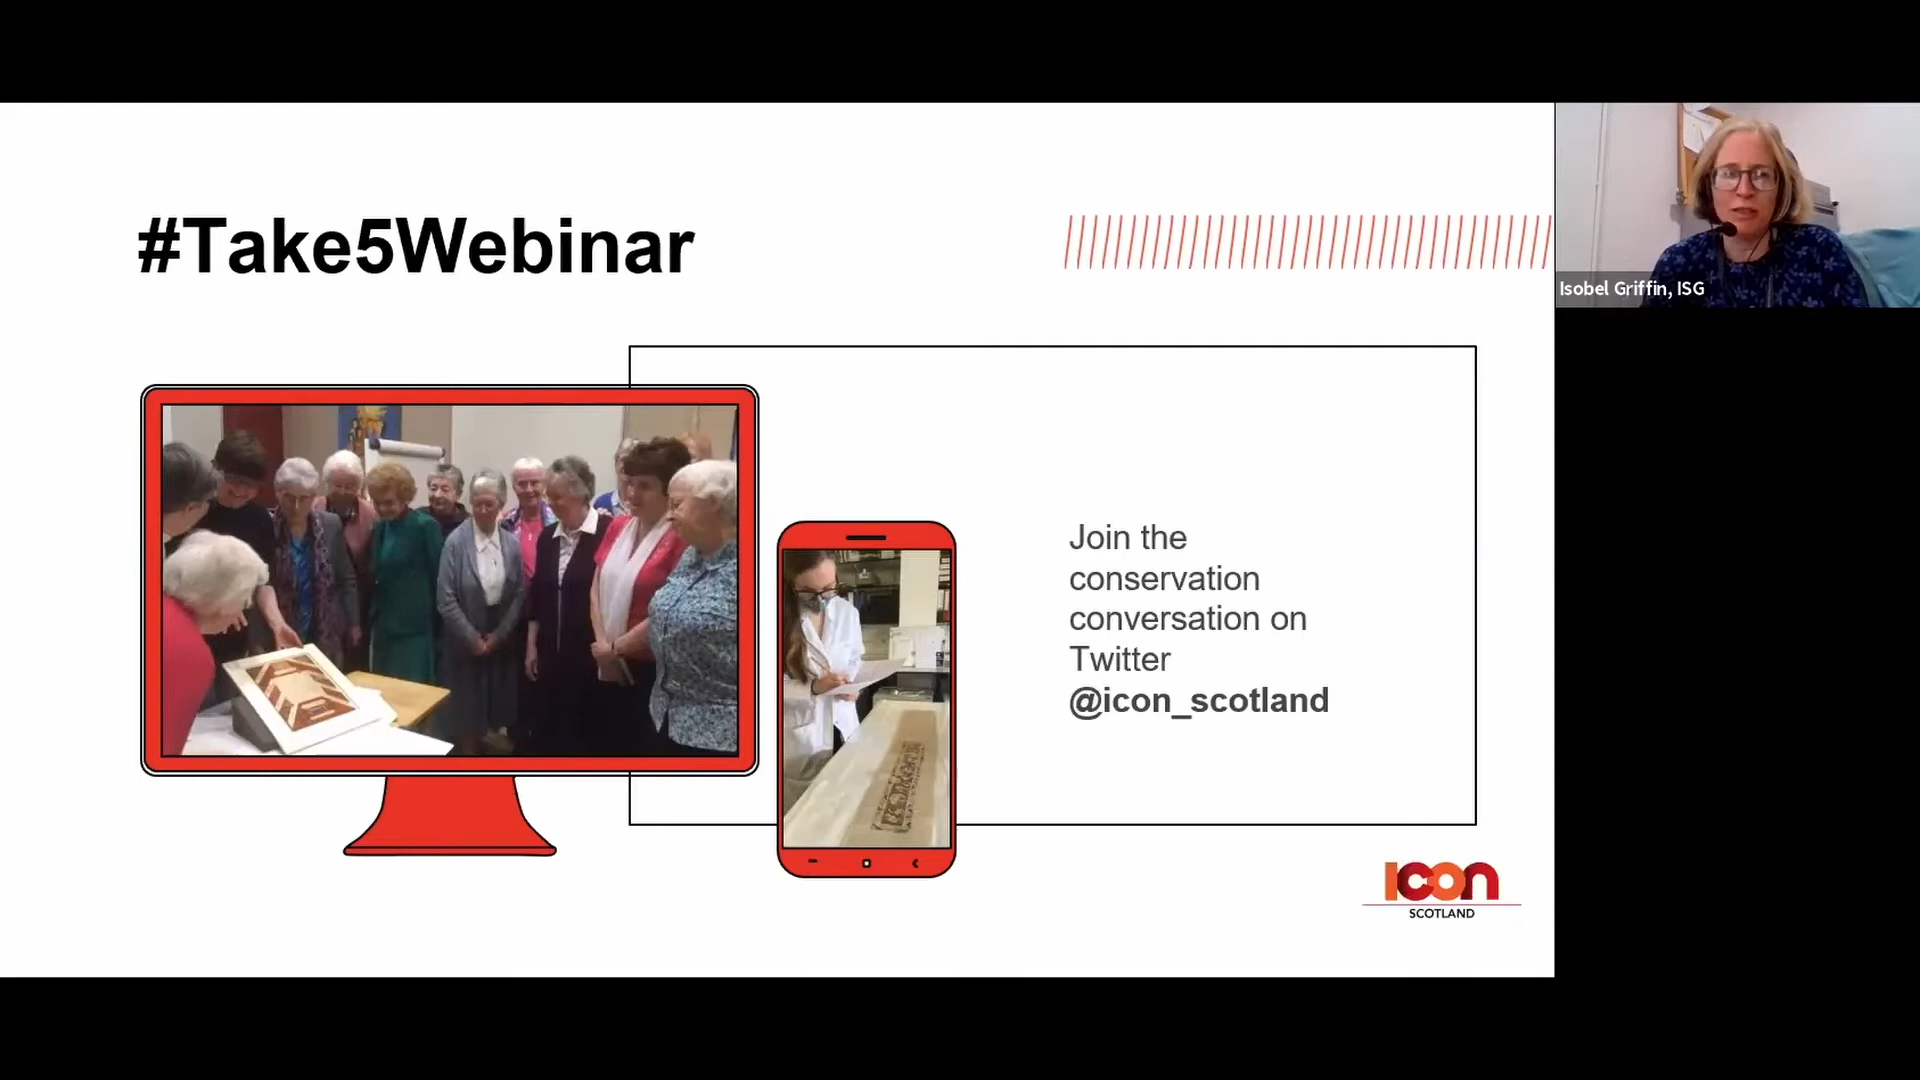 #Take5Webinar
Isobel Griffin, ISG
Join the
conservation
conversation on
Twitter
@icon_scotland
icon
SCOTLAND